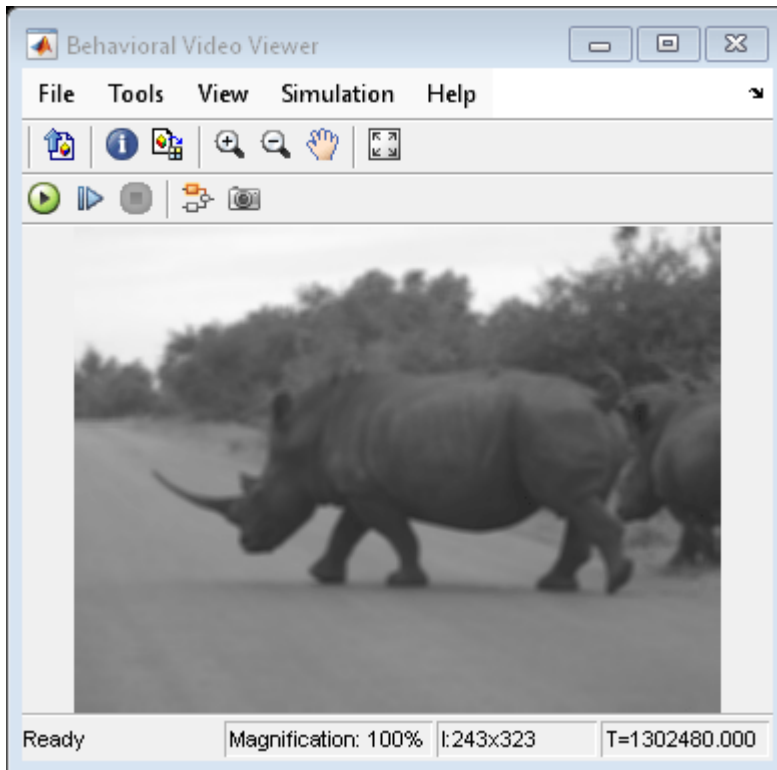 Behavioral Video Viewer
File Tools View Simulation Help
Ready Magnification: 100% I:243x323 T=1302480.000